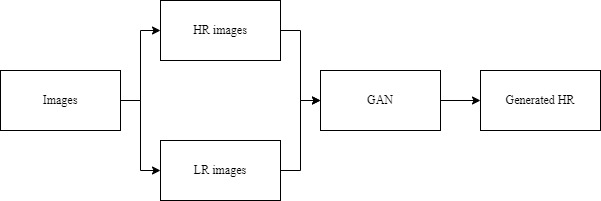 HR images
Images
GAN
Generated HR
LR images